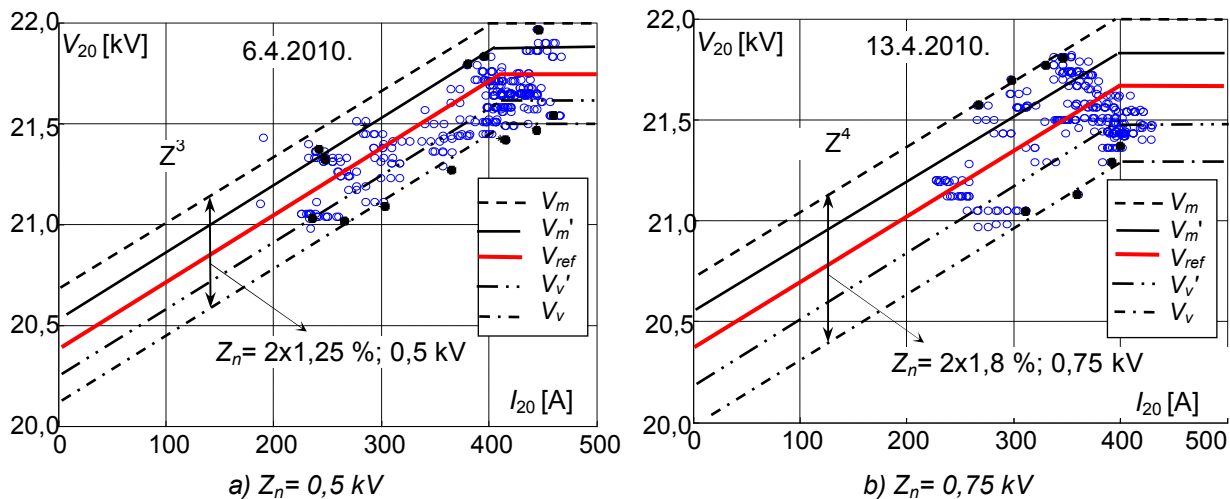 22,0
V20 [kV]
6.4.2010.
21,5
Z3
21,0
20,5
20,0
Vm
Vm'
Vref
Vv'
Vv
Zn= 2x1,25 %; 0,5 kV
I20 [A]
0 100 200 300 400 500
a) Zn= 0,5 kV
22,0
V20 [kV]
13.4.2010.
21,5
Z4
21,0
20,5
20,0
Vm
Vm'
Vref
Vv'
Vv
Zn= 2x1,8 %; 0,75 kV
I20 [A]
0 100 200 300 400 500
b) Zn= 0,75 kV